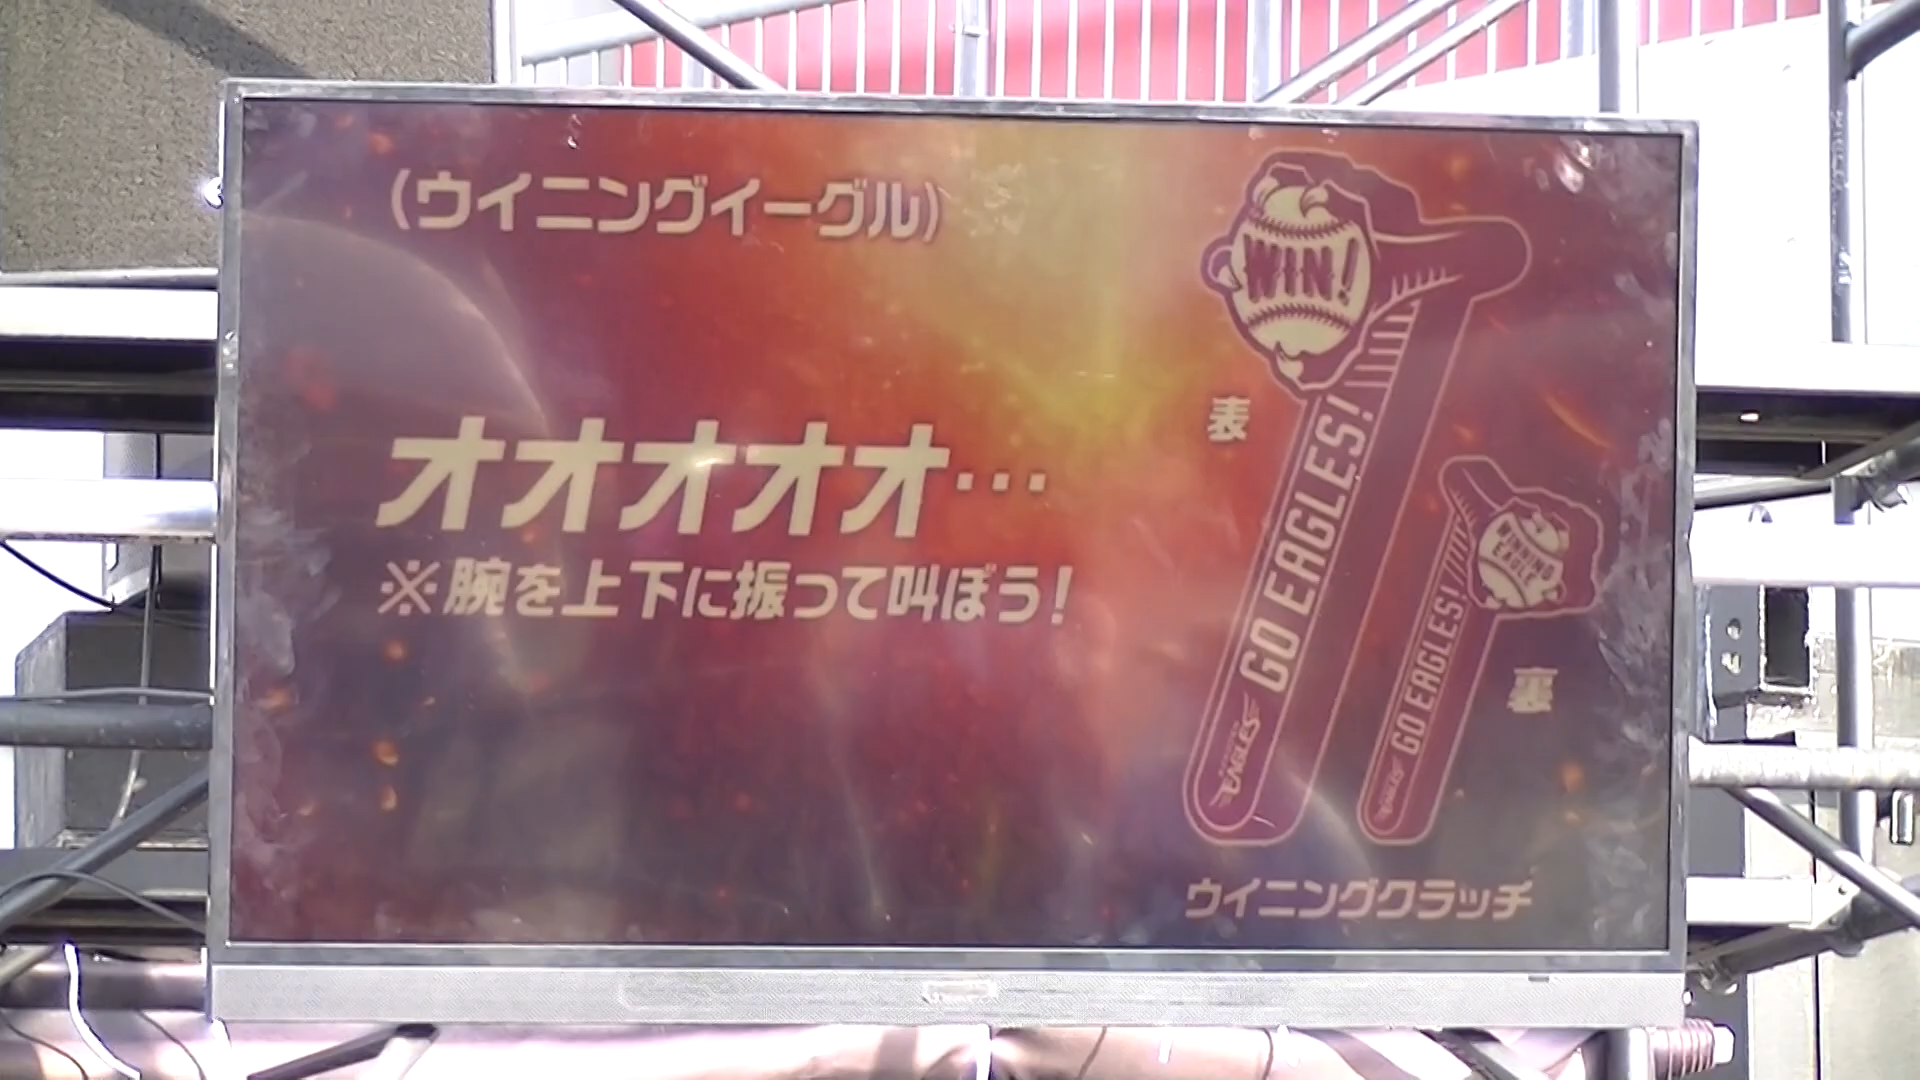 (ウイニングイーグル)
オオオオオ…
※腕を上下に振って叫ぼう!
WIN!
GO EAGLES!
EAGLES
表
WINNING
EAGLE
GO EAGLES!
EAGLES
裏
ウイニングクラッチ